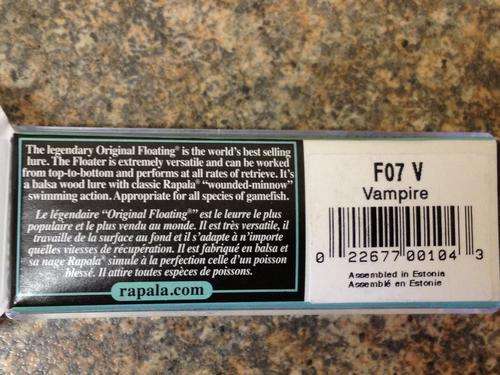 The legendary Original Floating® is the world's best selling
lure. The Floater is extremely versatile and can be worked
from top-to-bottom and performs at all rates of retrieve. It's
a balsa wood lure with classic Rapala® "wounded-minnow"
swimming action. Appropriate for all species of gamefish.
Le légendaire "Original Floating®" est le leurre le plus
populaire et le plus vendu au monde. Il est très versatile, il
travaille de la surface au fond et il s'adapte à n'importe
quelles vitesses de récupération. Il est fabriqué en balsa et
sa nage Rapala® simule à la perfection celle d'un poisson
blessé. Il attire toutes espèces de poissons.
rapala.com
F07 V
Vampire
0 22677 00104 3
Assembled in Estonia
Assemblé en Estonie